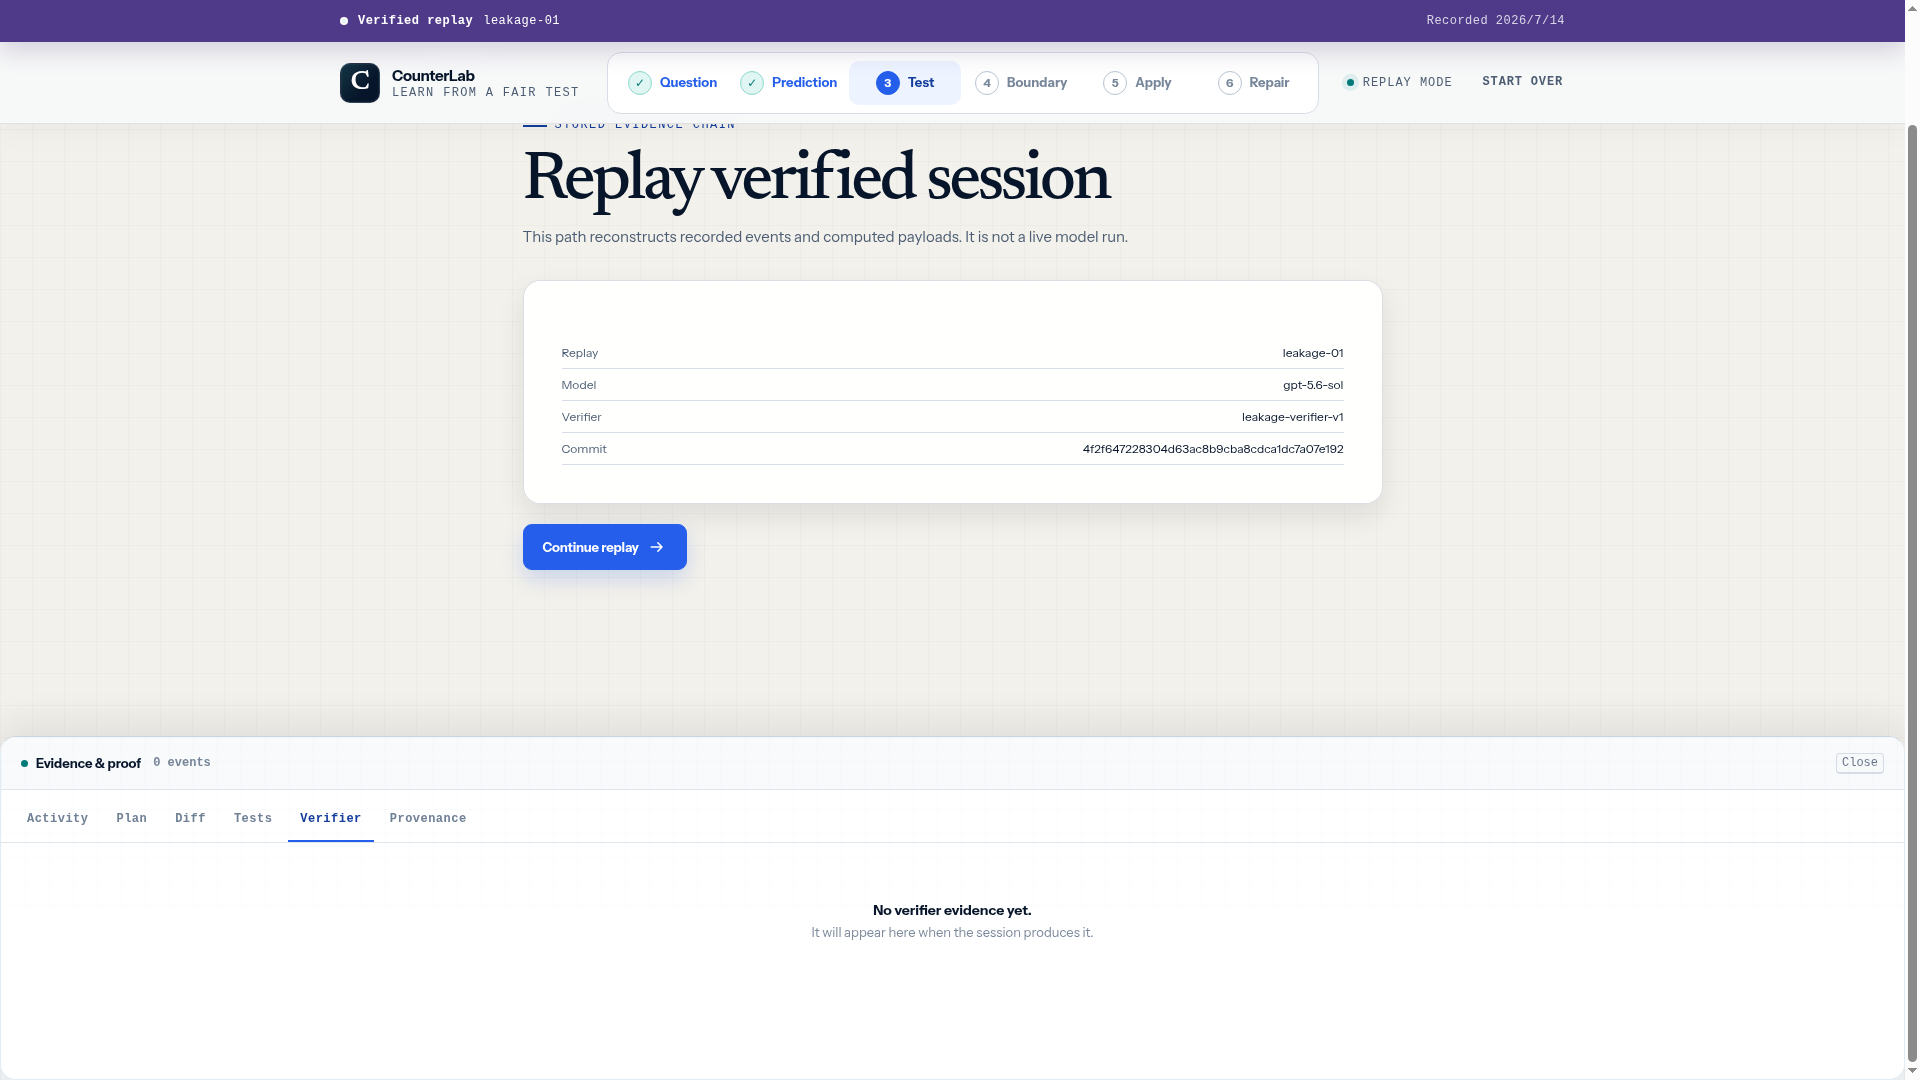 Verified replay leakage-01
Recorded 2026/7/14
C
CounterLab
LEARN FROM A FAIR TEST
✓ Question
✓ Prediction
3 Test
4 Boundary
5 Apply
6 Repair
REPLAY MODE
START OVER
STORED EVIDENCE CHAIN
Replay verified session
This path reconstructs recorded events and computed payloads. It is not a live model run.
Replay leakage-01
Model gpt-5.6-sol
Verifier leakage-verifier-v1
Commit 4f2f647228304d63ac8b9cba8cdca1dc7a07e192
Continue replay →
Evidence & proof 0 events
Close
Activity Plan Diff Tests Verifier Provenance
No verifier evidence yet.
It will appear here when the session produces it.